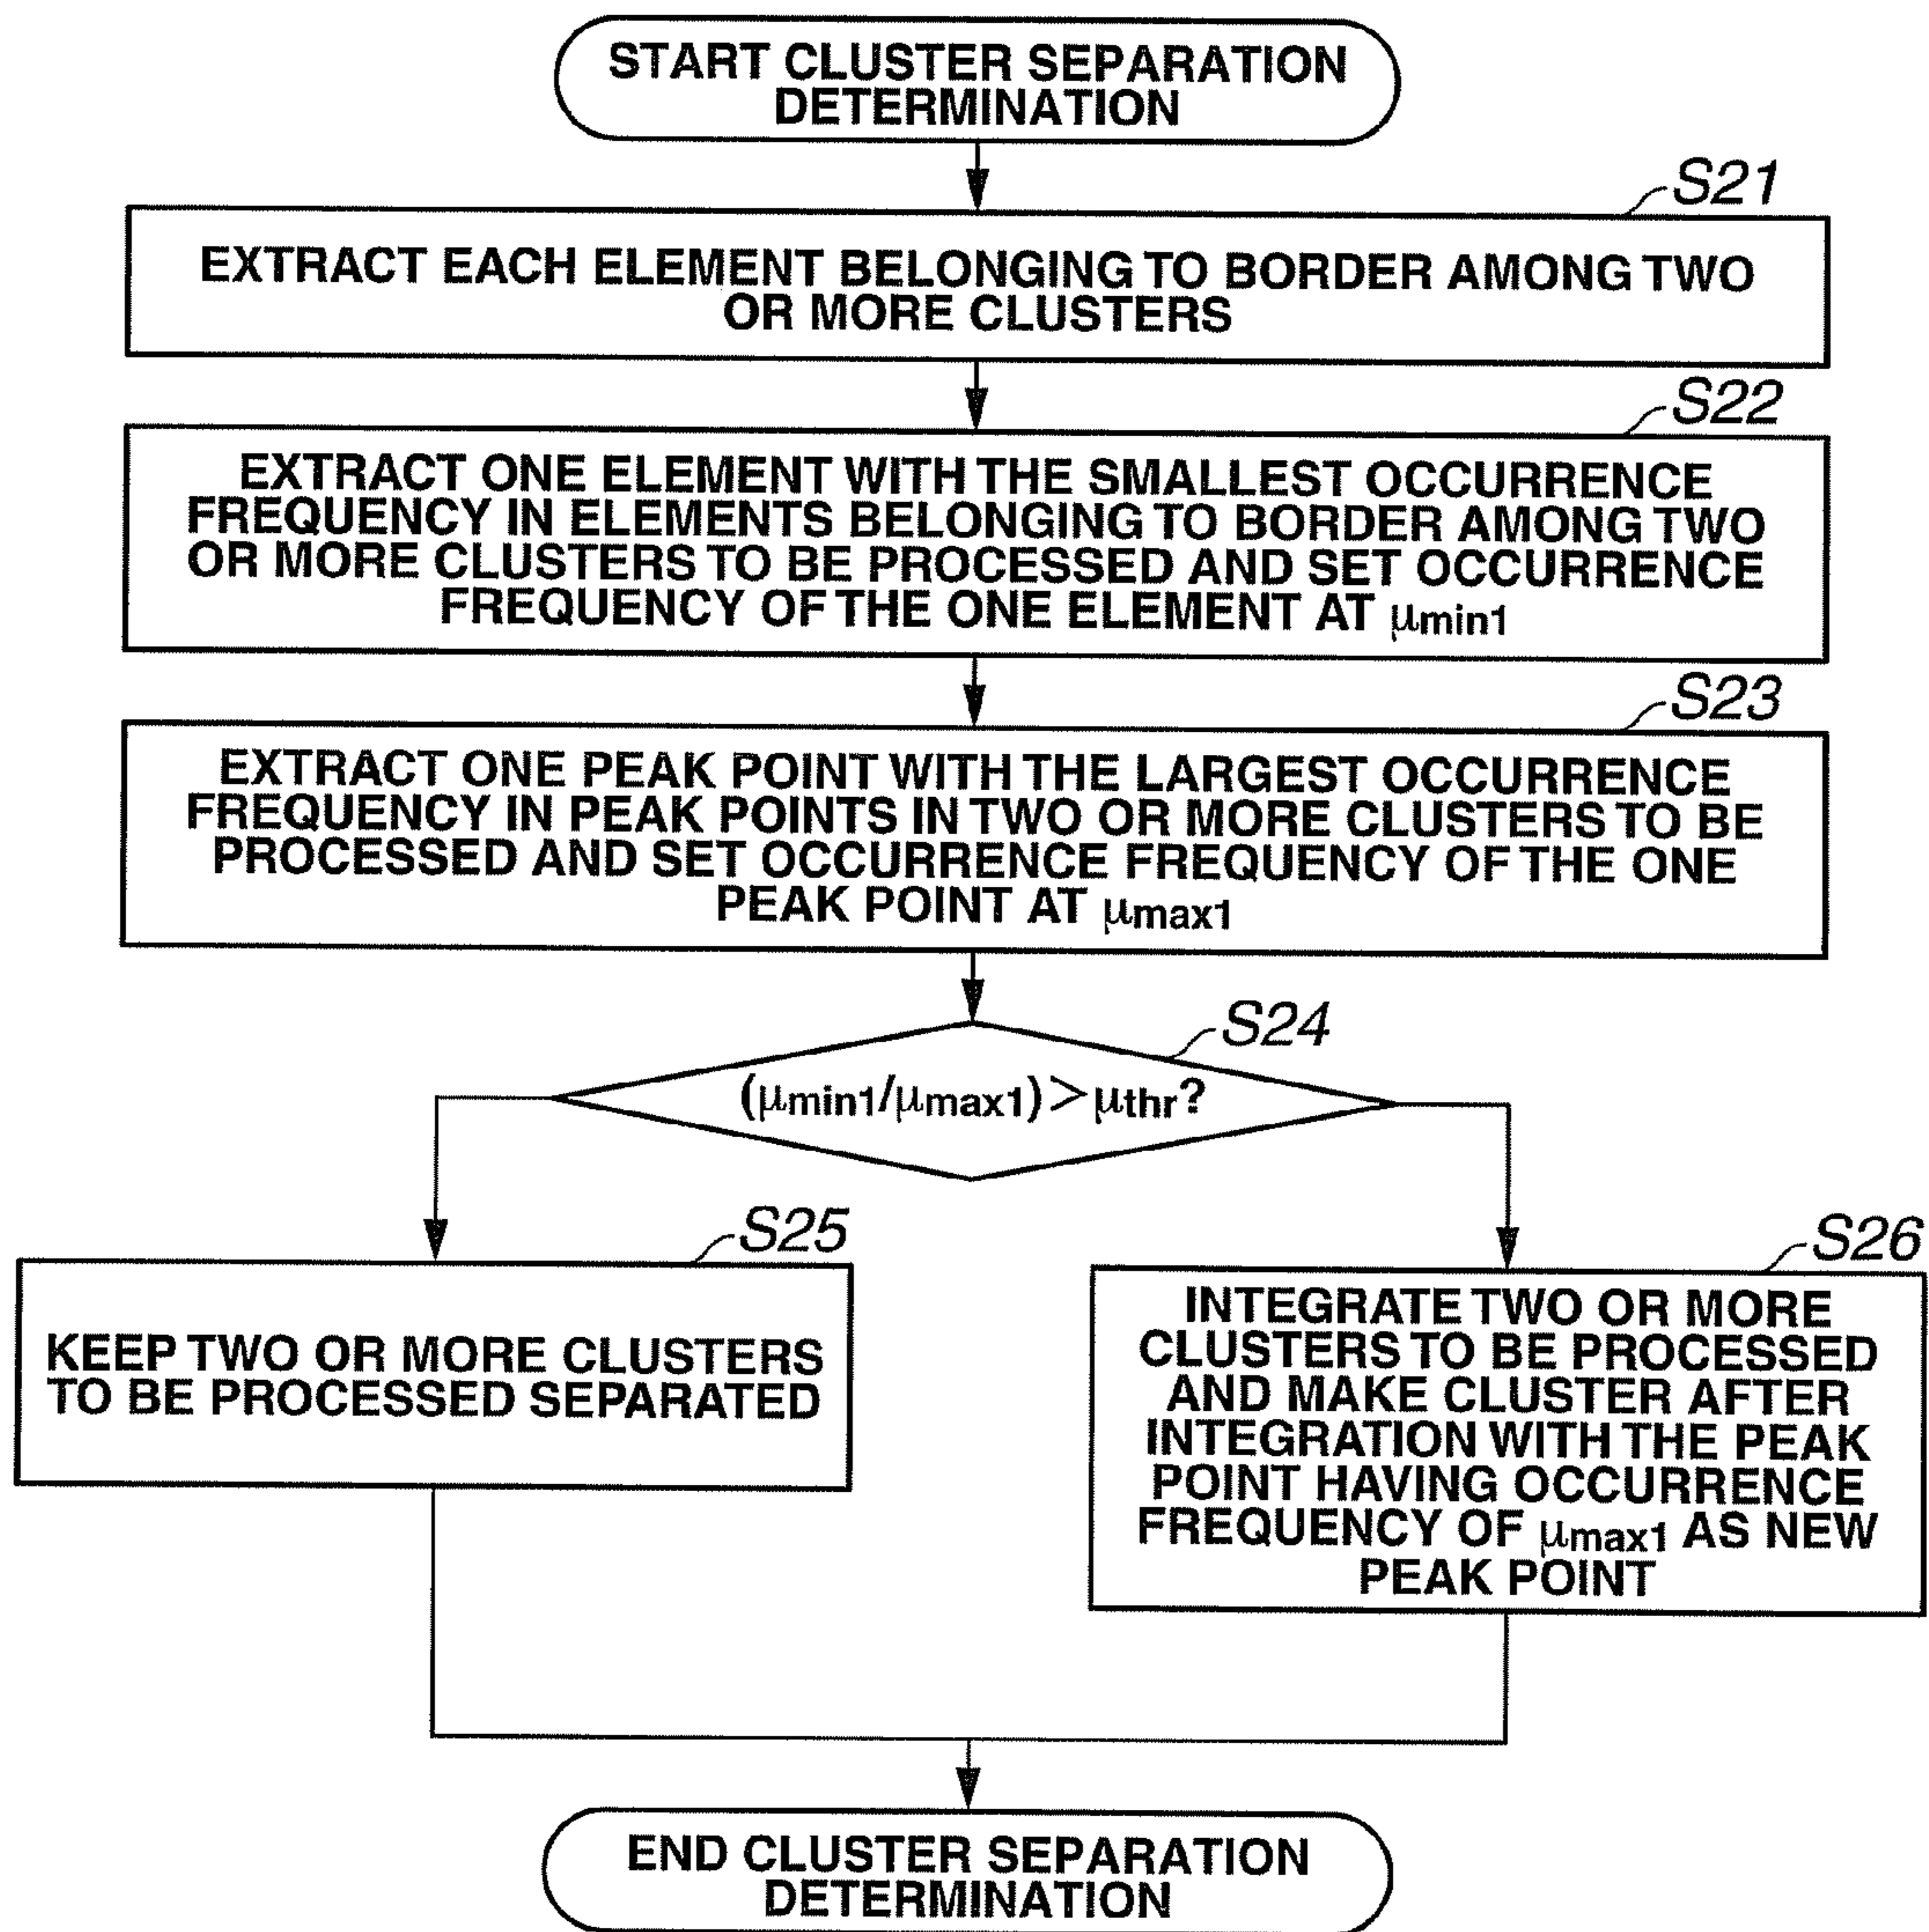 START CLUSTER SEPARATION
DETERMINATION
S21
EXTRACT EACH ELEMENT BELONGING TO BORDER AMONG TWO
OR MORE CLUSTERS
S22
EXTRACT ONE ELEMENT WITH THE SMALLEST OCCURRENCE
FREQUENCY IN ELEMENTS BELONGING TO BORDER AMONG TWO
OR MORE CLUSTERS TO BE PROCESSED AND SET OCCURRENCE
FREQUENCY OF THE ONE ELEMENT AT μmin1
S23
EXTRACT ONE PEAK POINT WITH THE LARGEST OCCURRENCE
FREQUENCY IN PEAK POINTS IN TWO OR MORE CLUSTERS TO BE
PROCESSED AND SET OCCURRENCE FREQUENCY OF THE ONE
PEAK POINT AT μmax1
S24
(μmin1/μmax1)>μthr?
S25
KEEP TWO OR MORE CLUSTERS
TO BE PROCESSED SEPARATED
S26
INTEGRATE TWO OR MORE
CLUSTERS TO BE PROCESSED
AND MAKE CLUSTER AFTER
INTEGRATION WITH THE PEAK
POINT HAVING OCCURRENCE
FREQUENCY OF μmax1 AS NEW
PEAK POINT
END CLUSTER SEPARATION
DETERMINATION